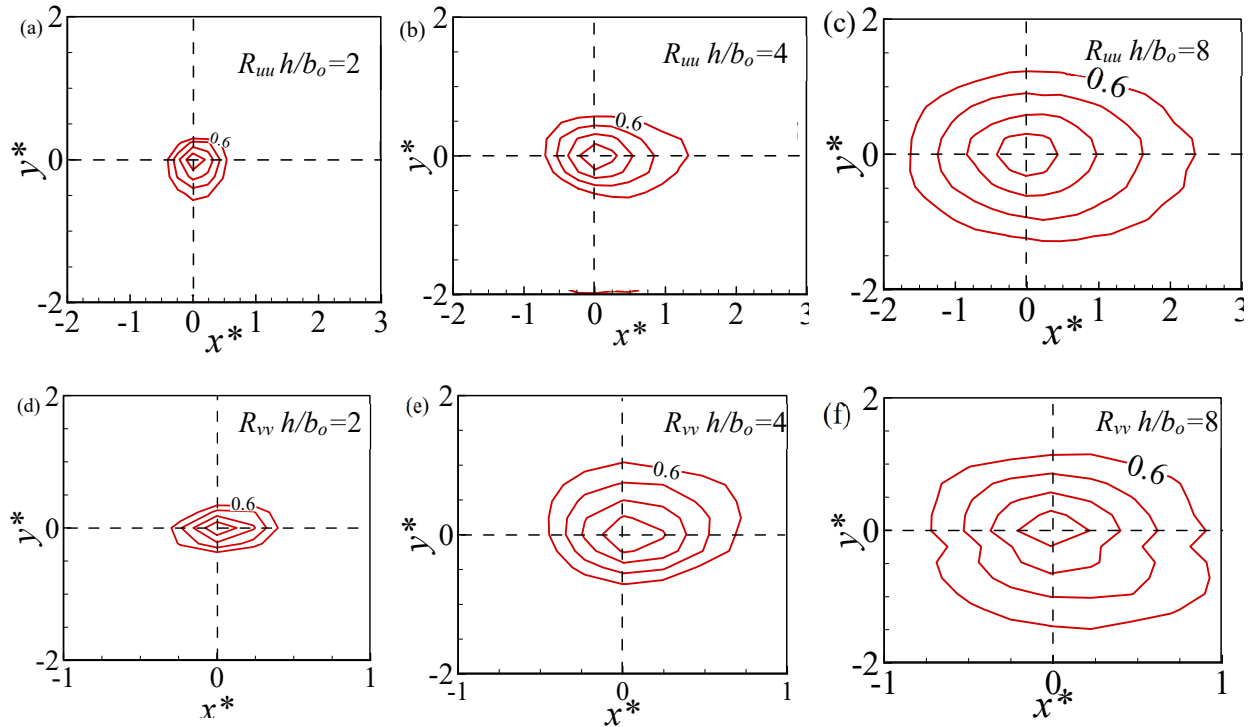 (a)
2
R_uu h/b_o=2
0.6
y*
0
-2
-2 -1 0 1 2 3
x*
(b)
2
R_uu h/b_o=4
0.6
y*
0
-2
-2 -1 0 1 2 3
x*
(c)
2
R_uu h/b_o=8
0.6
y*
0
-2
-2 -1 0 1 2 3
x*
(d)
2
R_vv h/b_o=2
0.6
y*
0
-2
-1 0 1
x*
(e)
2
R_vv h/b_o=4
0.6
y*
0
-2
-1 0 1
x*
(f)
2
R_vv h/b_o=8
0.6
y*
0
-2
-1 0 1
x*